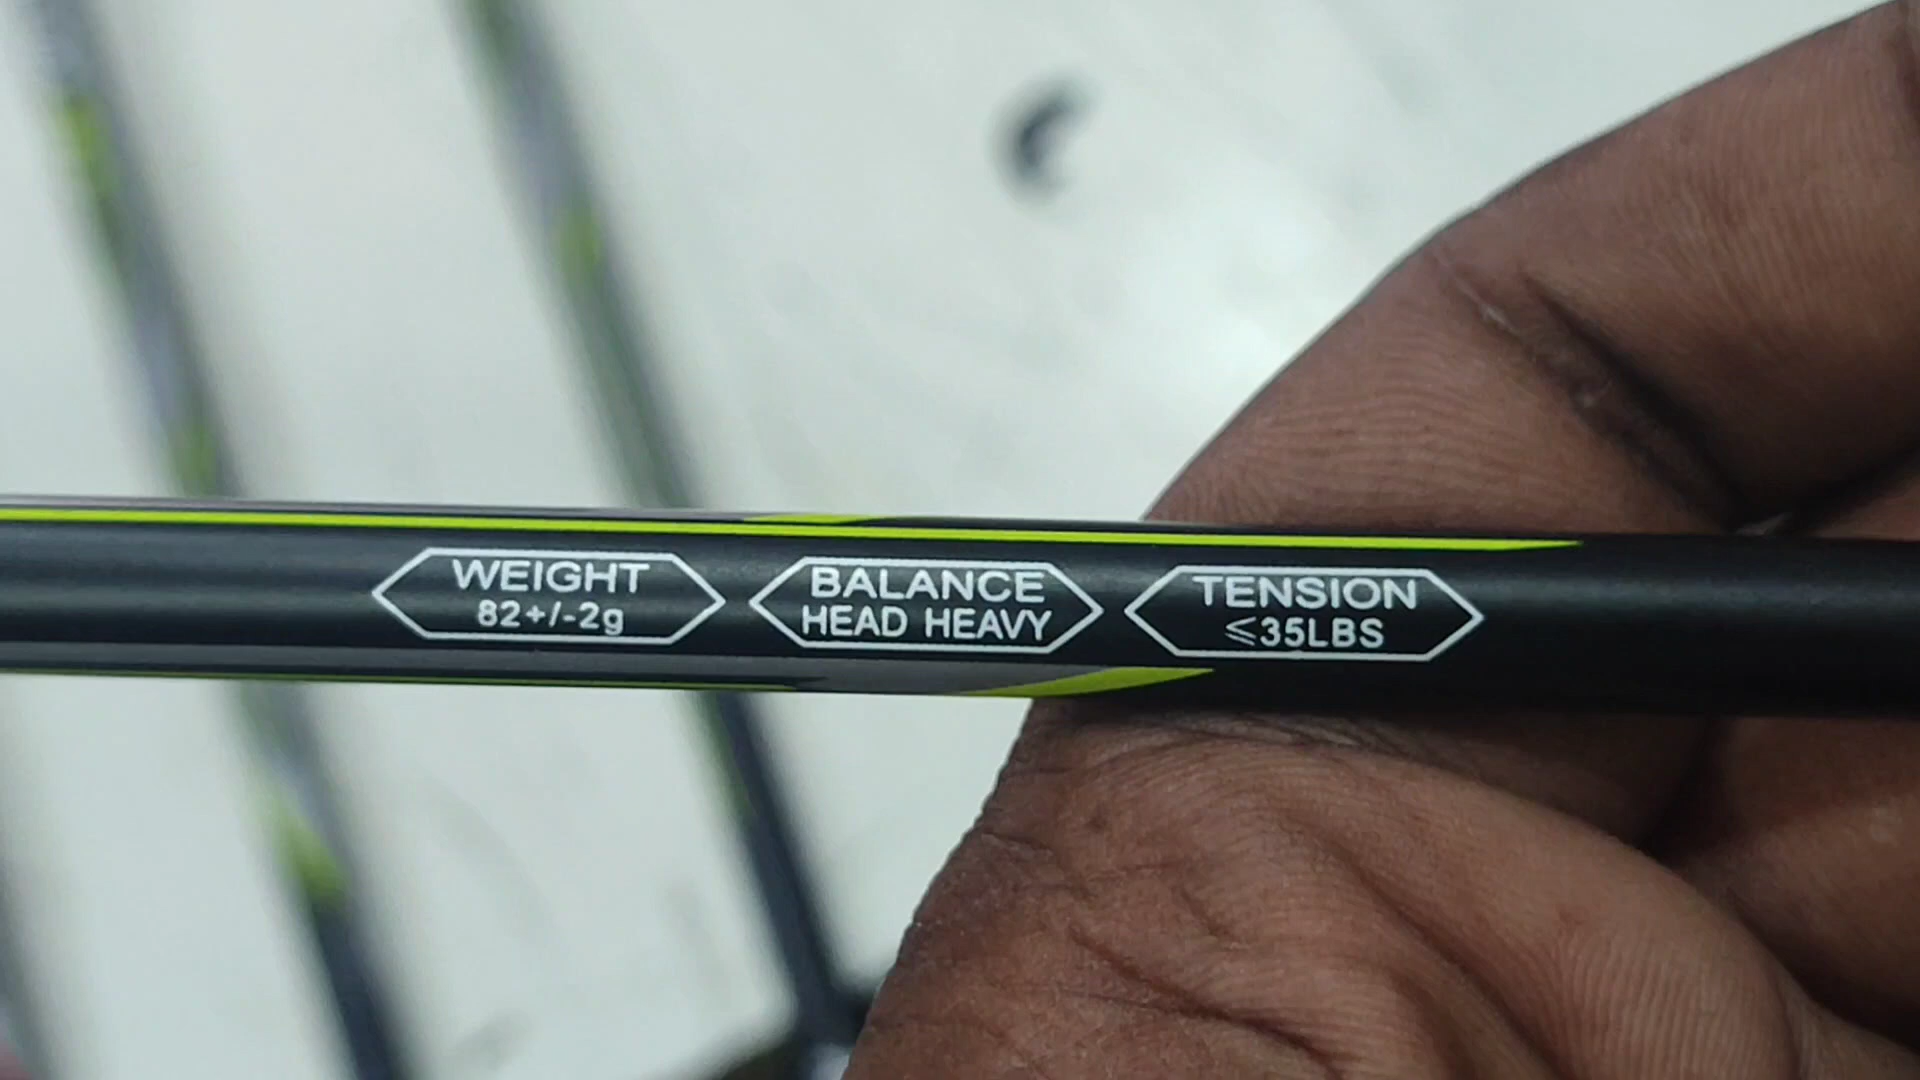 WEIGHT
82+/-2g
BALANCE
HEAD HEAVY
TENSION
⩽35LBS